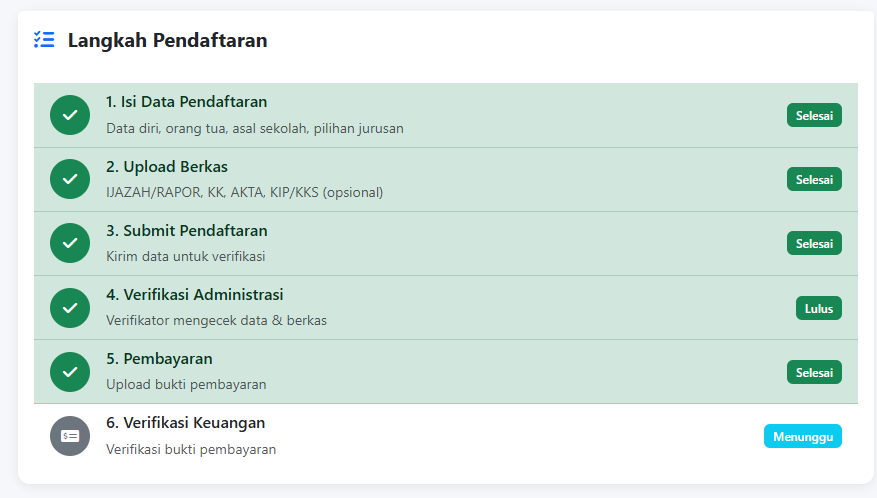 Langkah Pendaftaran
1. Isi Data Pendaftaran
Data diri, orang tua, asal sekolah, pilihan jurusan
Selesai
2. Upload Berkas
IJAZAH/RAPOR, KK, AKTA, KIP/KKS (opsional)
Selesai
3. Submit Pendaftaran
Kirim data untuk verifikasi
Selesai
4. Verifikasi Administrasi
Verifikator mengecek data & berkas
Lulus
5. Pembayaran
Upload bukti pembayaran
Selesai
6. Verifikasi Keuangan
Verifikasi bukti pembayaran
Menunggu